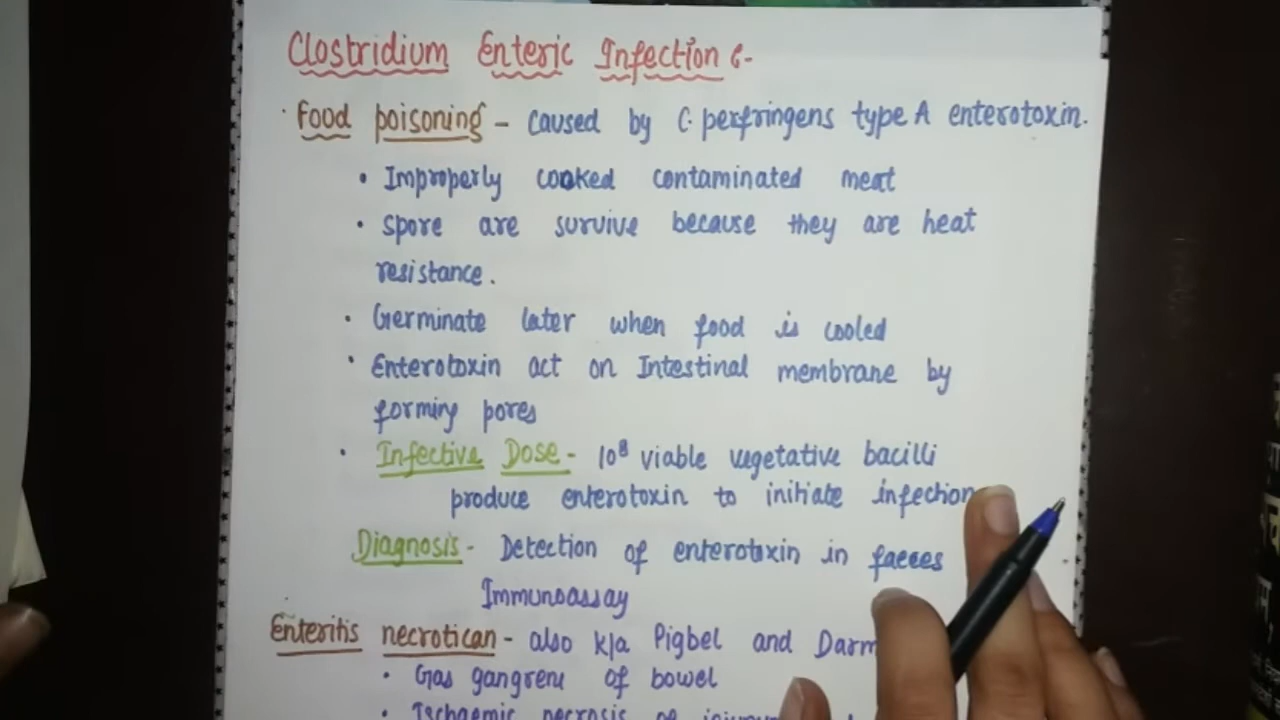 Clostridium Enteric Infection :-
Food poisoning - caused by C. perfringens type A enterotoxin.
• Improperly cooked contaminated meat
• Spore are survive because they are heat
resistance.
• Germinate later when food is cooled
• Enterotoxin act on Intestinal membrane by
forming pores
• Infective Dose - 10⁸ viable vegetative bacilli
produce enterotoxin to initiate infection
Diagnosis - Detection of enterotoxin in faeces
Immunoassay
Enteritis necrotican - also k/a Pigbel and
• Gas gangrene of bowel
• Ischaemic necrosis of